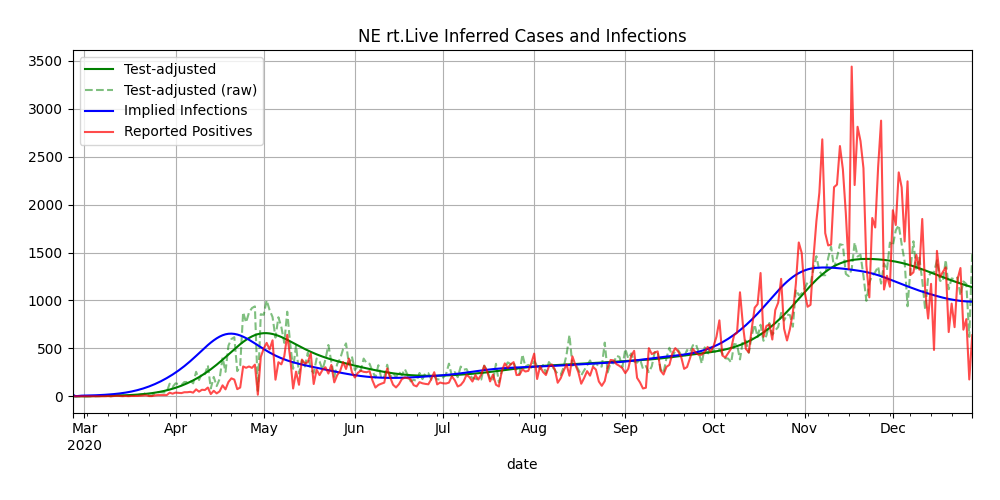 NE rt.Live Inferred Cases and Infections
3500
3000
2500
2000
1500
1000
500
0
Test-adjusted
Test-adjusted (raw)
Implied Infections
Reported Positives
Mar Apr May Jun Jul Aug Sep Oct Nov Dec
2020
date